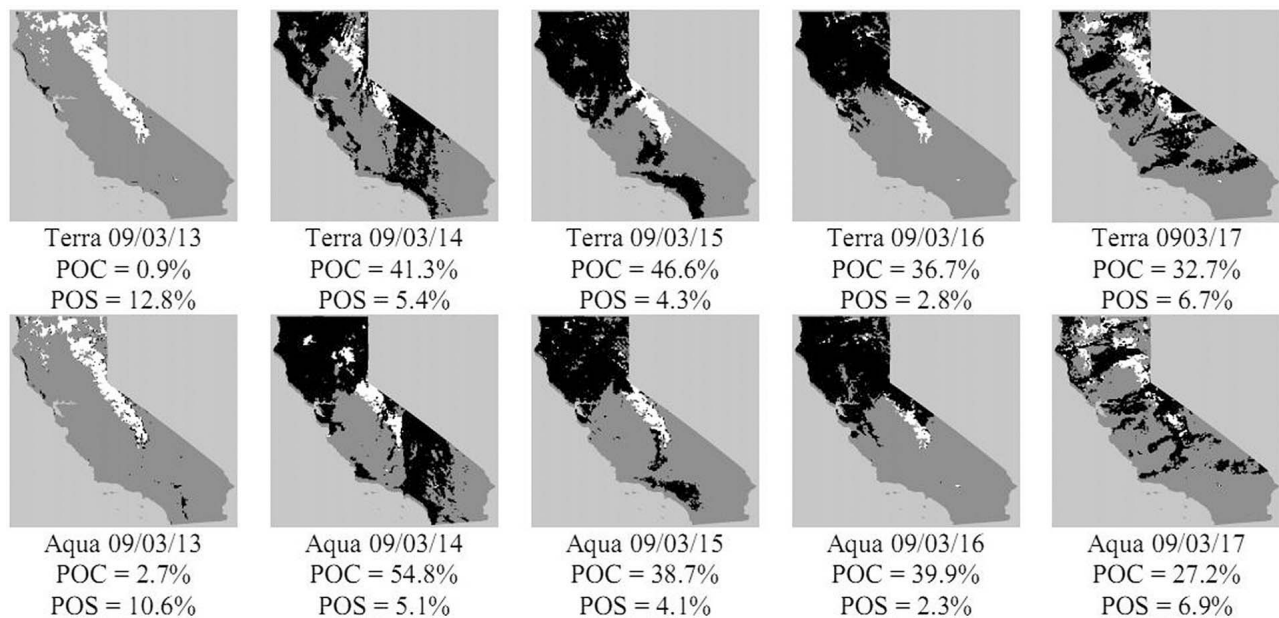 Terra 09/03/13
POC = 0.9%
POS = 12.8%
Terra 09/03/14
POC = 41.3%
POS = 5.4%
Terra 09/03/15
POC = 46.6%
POS = 4.3%
Terra 09/03/16
POC = 36.7%
POS = 2.8%
Terra 0903/17
POC = 32.7%
POS = 6.7%
Aqua 09/03/13
POC = 2.7%
POS = 10.6%
Aqua 09/03/14
POC = 54.8%
POS = 5.1%
Aqua 09/03/15
POC = 38.7%
POS = 4.1%
Aqua 09/03/16
POC = 39.9%
POS = 2.3%
Aqua 09/03/17
POC = 27.2%
POS = 6.9%